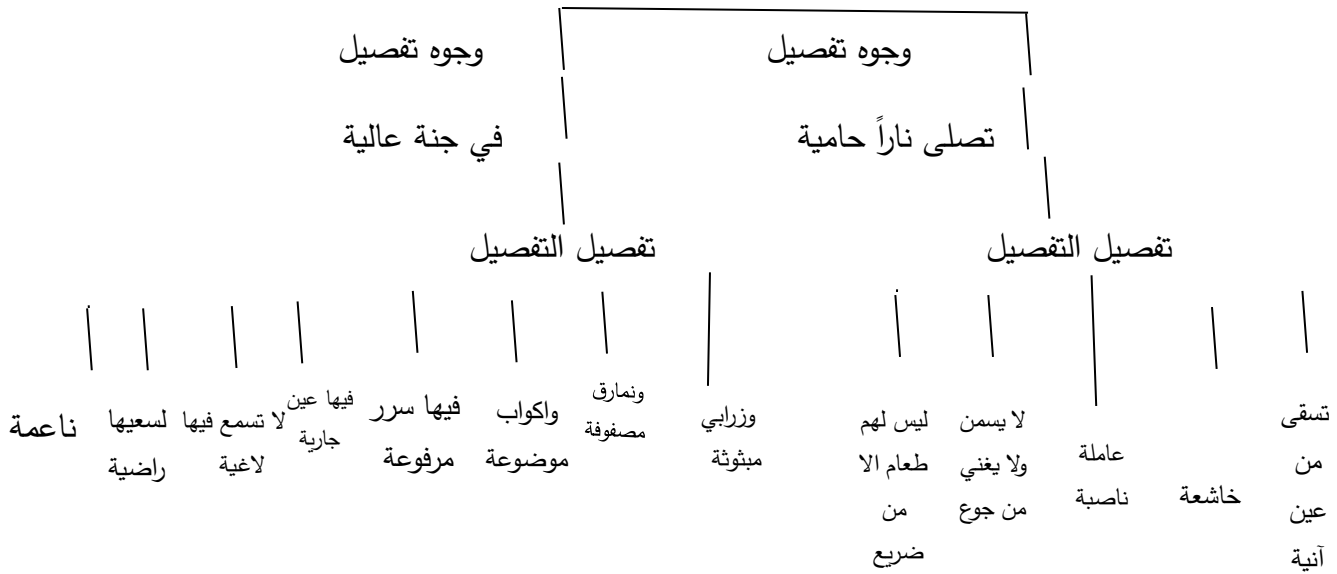 وجوه تفصيل
وجوه تفصيل
تصلى ناراً حامية
في جنة عالية
تفصيل التفصيل
تفصيل التفصيل
تسقى
من
عين
آنية
خاشعة
عاملة
ناصبة
لا يسمن
ولا يغني
من جوع
ليس لهم
طعام الا
من
ضريع
وزرابي
مبثوثة
ونمارق
مصفوفة
واكواب
موضوعة
فيها سرر
مرفوعة
فيها عين
جارية
لا تسمع فيها
لاغية
لسعيها
راضية
ناعمة